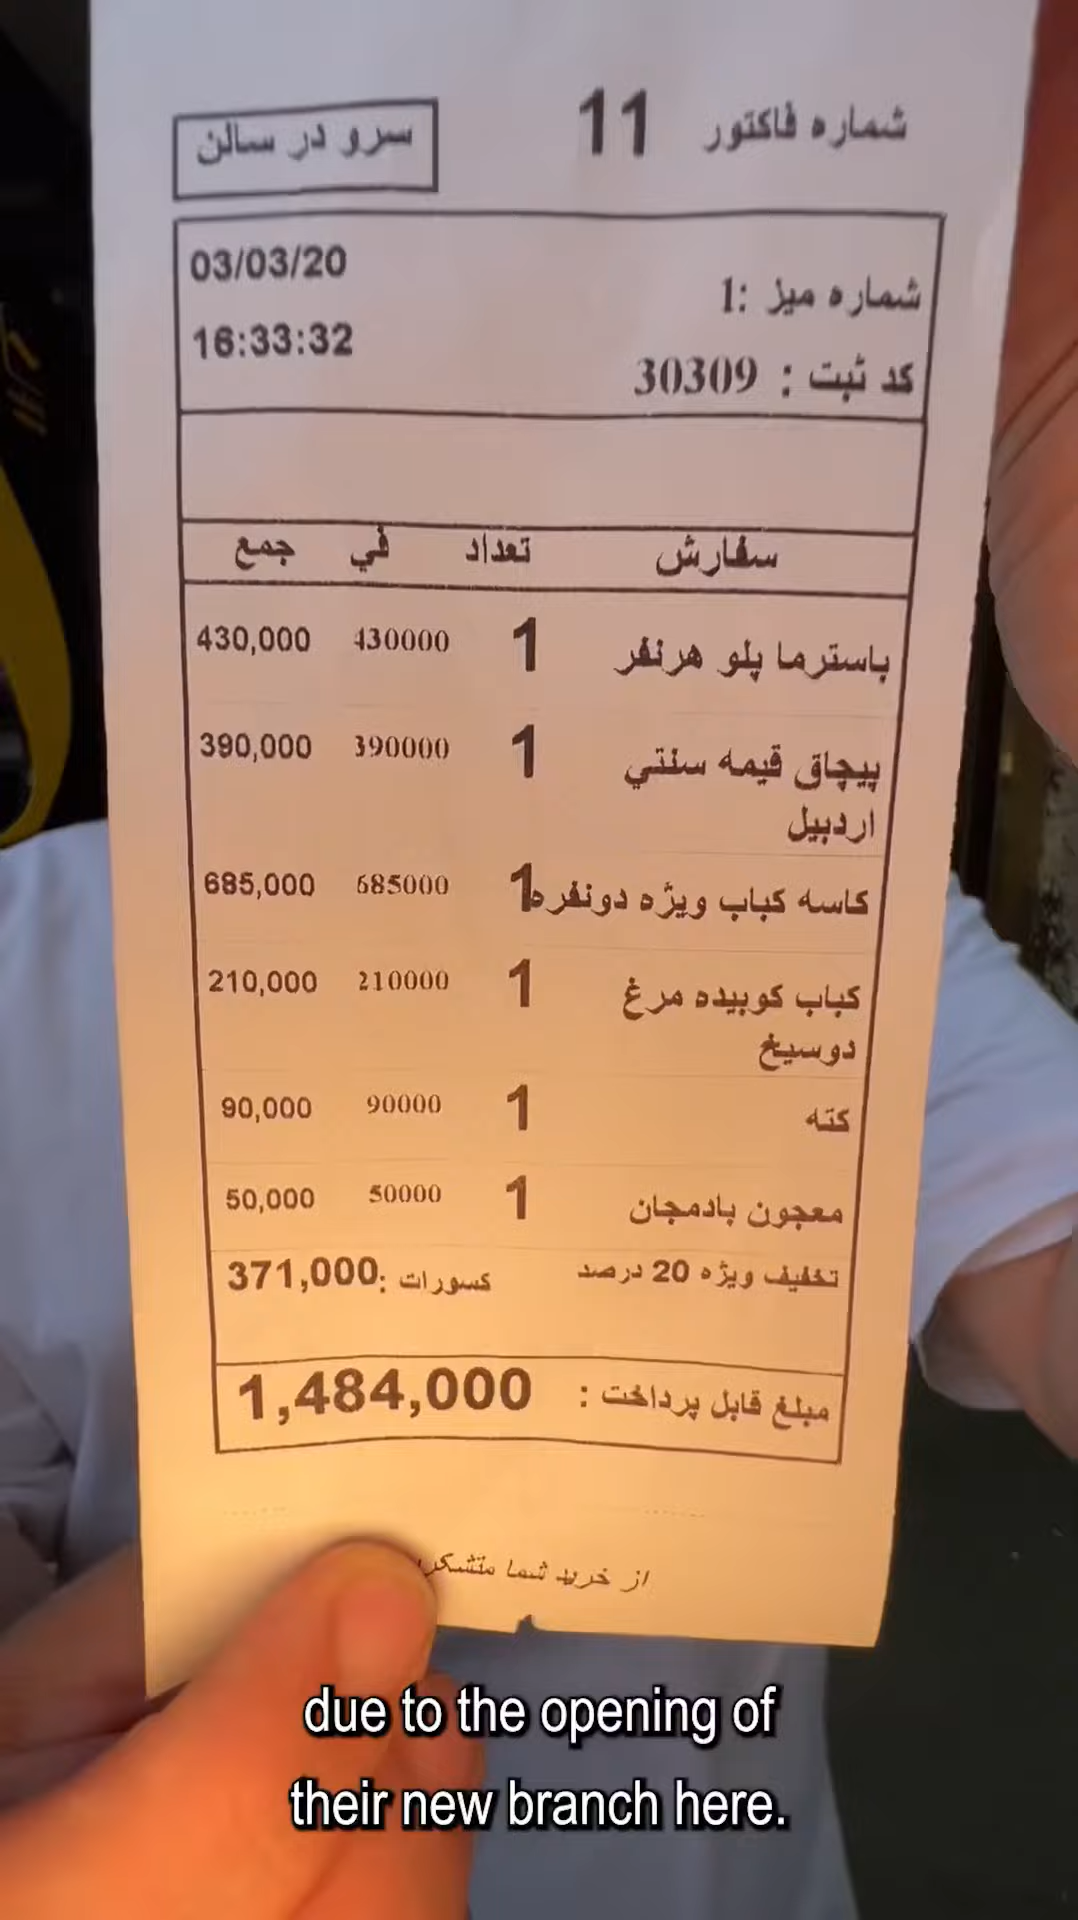 شماره فاکتور 11
سرو در سالن
03/03/20
شماره میز :1
16:33:32
کد ثبت : 30309
سفارش تعداد في جمع
باسترما پلو هرنفر 1 430000 430,000
پیچاق قیمه سنتي 1 390000 390,000
اردبیل
کاسه کباب ویژه دونفره 1 685000 685,000
کباب کوبیده مرغ 1 210000 210,000
دوسیخ
کته 1 90000 90,000
معجون بادمجان 1 50000 50,000
تخفیف ویژه 20 درصد کسورات :371,000
مبلغ قابل پرداخت : 1,484,000
از خرید شما متشکر
due to the opening of
their new branch here.